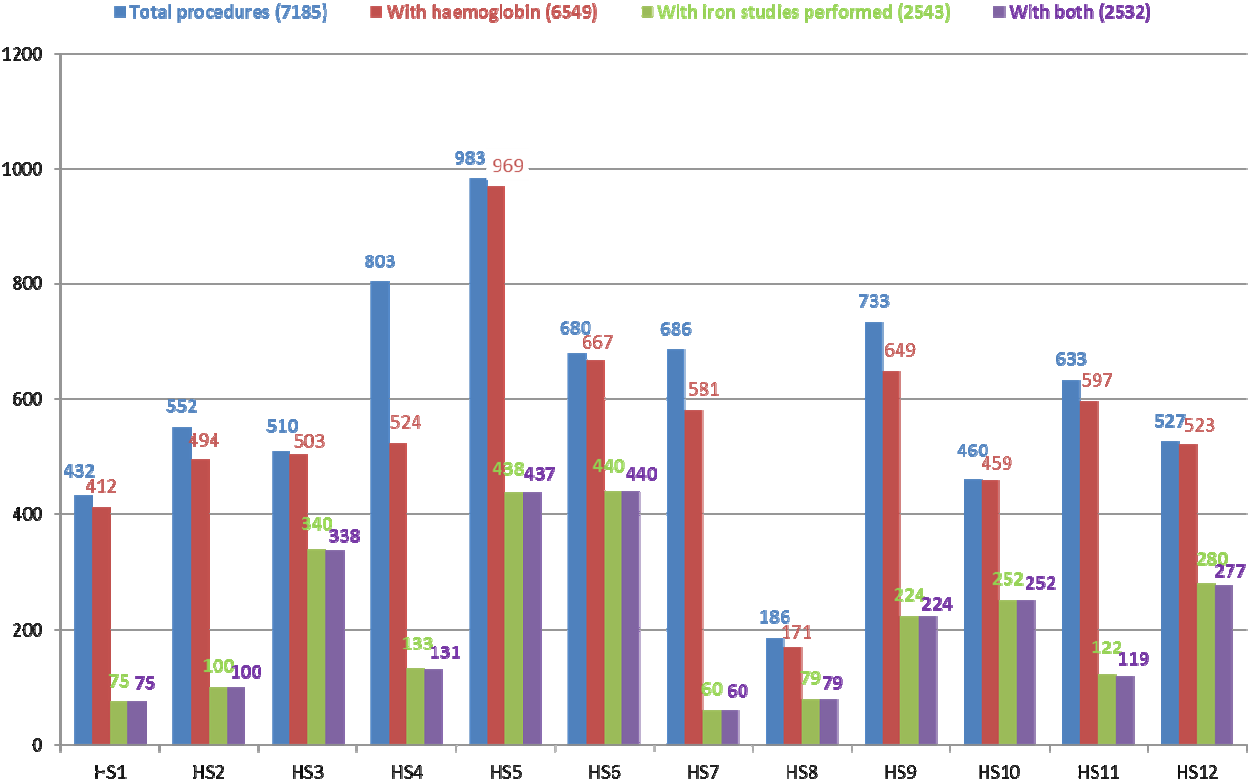 Total procedures (7185) With haemoglobin (6549) With iron studies performed (2543) With both (2532)
1200
1000
800
600
400
200
0
432 412 75 75
552 494 100 100
510 503 340 338
803 524 133 131
983 969 438 437
680 667 440 440
686 581 60 60
186 171 79 79
733 649 224 224
460 459 252 252
633 597 122 119
527 523 280 277
HS1 HS2 HS3 HS4 HS5 HS6 HS7 HS8 HS9 HS10 HS11 HS12